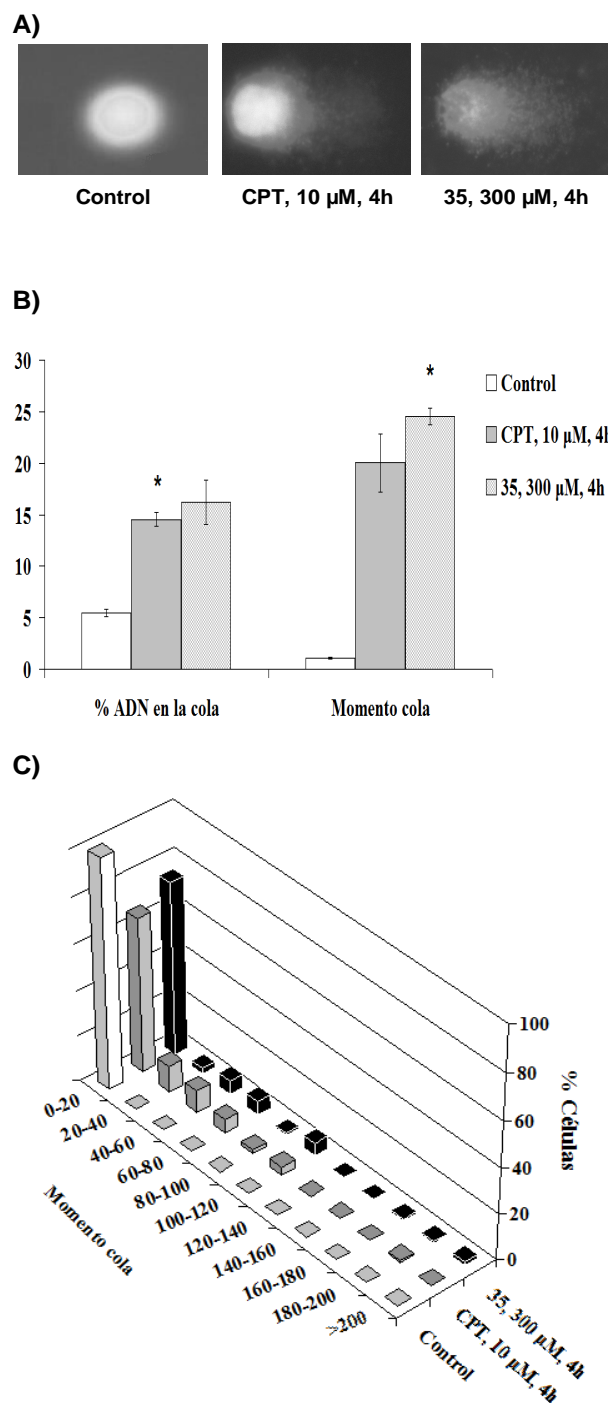 A)
Control
CPT, 10 µM, 4h
35, 300 µM, 4h
B)
30
25
20
15
10
5
0
*
*
Control
CPT, 10 µM, 4h
35, 300 µM, 4h
% ADN en la cola
Momento cola
C)
100
80
60
40
20
0
% Células
0-20
20-40
40-60
60-80
80-100
100-120
120-140
140-160
160-180
180-200
>200
Momento cola
Control
CPT, 10 µM, 4h
35, 300 µM, 4h